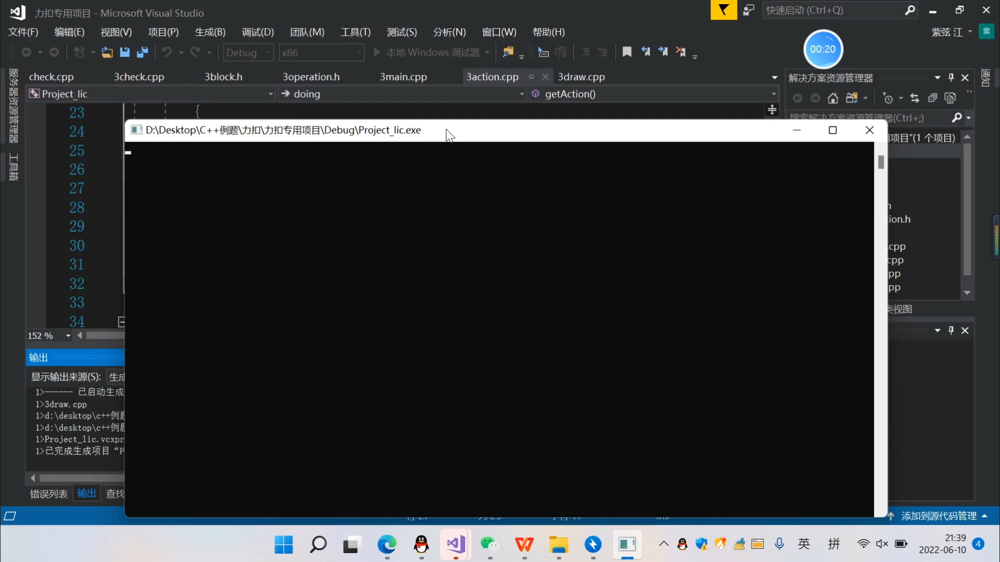 力扣专用项目 - Microsoft Visual Studio
快速启动 (Ctrl+Q)
文件(F) 编辑(E) 视图(V) 项目(P) 生成(B) 调试(D) 团队(M) 工具(T) 测试(S) 分析(N) 窗口(W) 帮助(H)
紫弦 江
紫
Debug x86 本地 Windows 调试器
00:20
服务器资源管理器
工具箱
通知
check.cpp 3check.cpp 3block.h 3operation.h 3main.cpp 3action.cpp 3draw.cpp
解决方案资源管理器
Project_lic doing getAction()
搜索解决方案资源管理器(Ctrl+;)
23 {
24
25
26
27
28
29
30
31
32
33
34
D:\Desktop\C++例题\力扣\力扣专用项目\Debug\Project_lic.exe
项目"(1 个项目)
ion.h
.cpp
cpp
pp
pp
类视图
152 %
输出
显示输出来源(S): 生成
1>------ 已启动生成
1>3draw.cpp
1>d:\desktop\c++例题
1>d:\desktop\c++例题
1>Project_lic.vcxpr
1>已完成生成项目“P
错误列表 输出 查找
添加到源代码管理
英 拼
21:39
2022-06-10
4